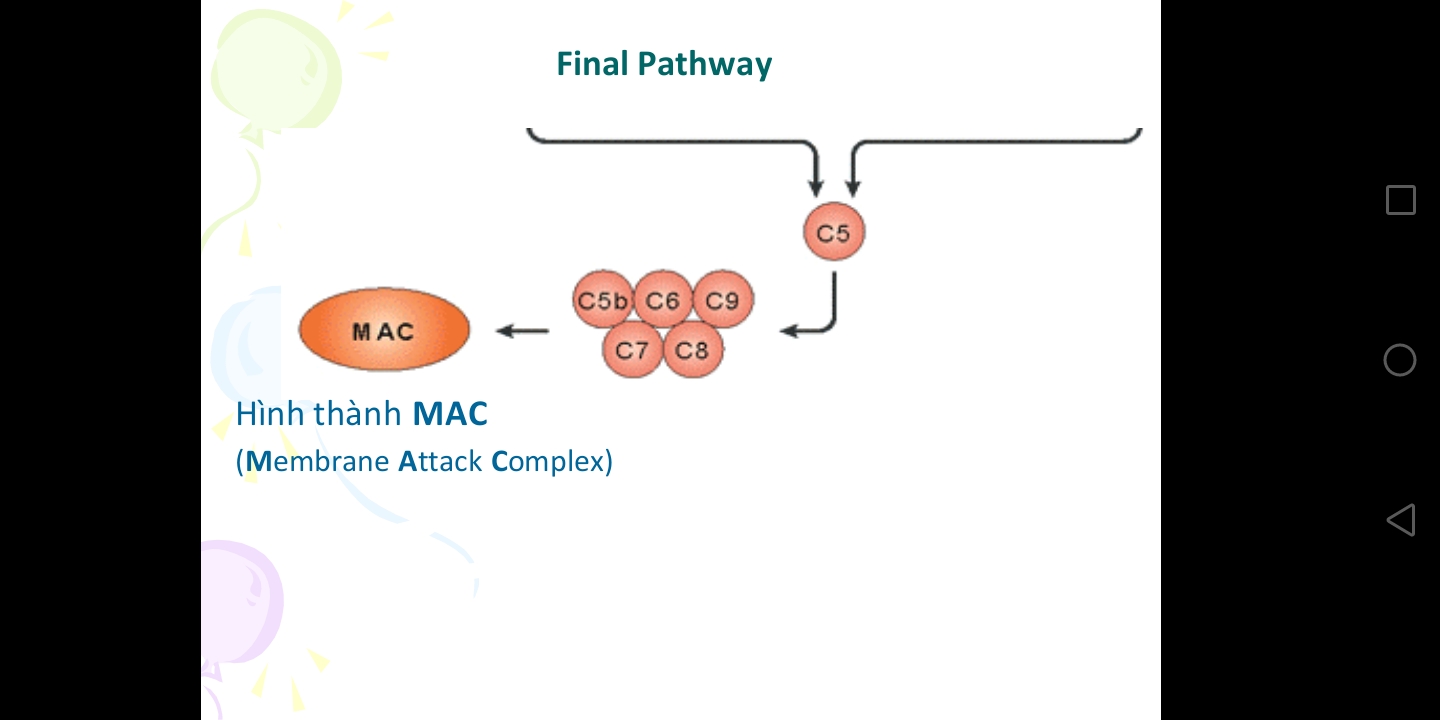 Final Pathway
C5
C5b C6 C9
MAC
C7 C8
Hình thành MAC
(Membrane Attack Complex)